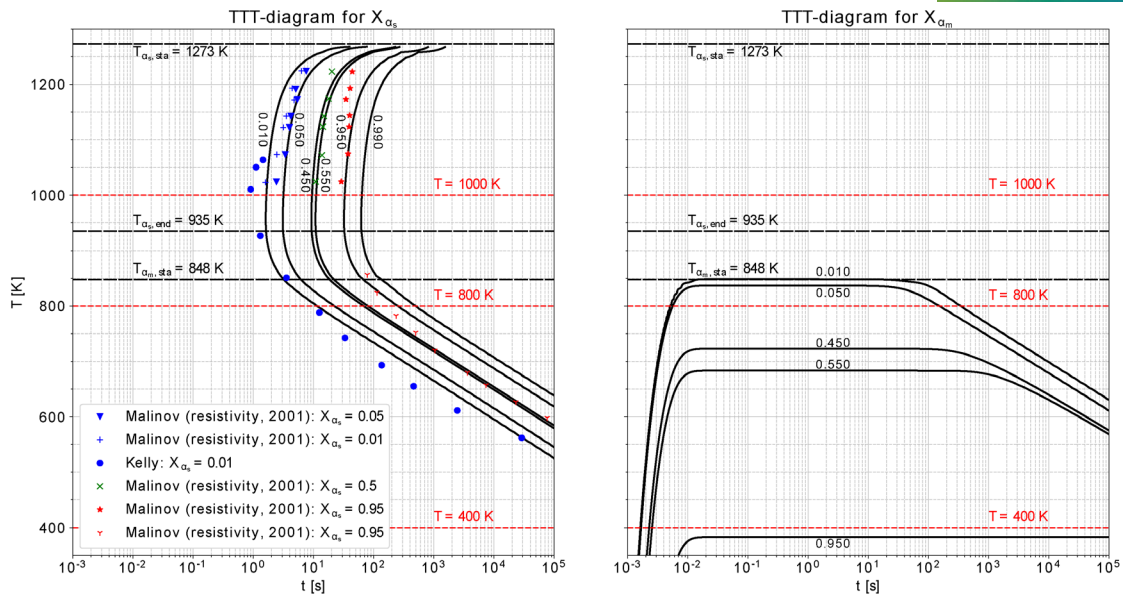 TTT-diagram for Xαs
T [K]
1200
1000
800
600
400
Tαs,sta = 1273 K
0.010
0.050
0.450
0.550
0.950
0.990
T = 1000 K
Tαs,end = 935 K
Tαm,sta = 848 K
T = 800 K
Malinov (resistivity, 2001): Xαs = 0.05
Malinov (resistivity, 2001): Xαs = 0.01
Kelly: Xαs = 0.01
Malinov (resistivity, 2001): Xαs = 0.5
Malinov (resistivity, 2001): Xαs = 0.95
Malinov (resistivity, 2001): Xαs = 0.95
T = 400 K
10-3 10-2 10-1 100 101 102 103 104 105
t [s]
TTT-diagram for Xαm
Tαs,sta = 1273 K
T = 1000 K
Tαs,end = 935 K
Tαm,sta = 848 K
0.010
T = 800 K
0.050
0.450
0.550
T = 400 K
0.950
10-3 10-2 10-1 100 101 102 103 104 105
t [s]